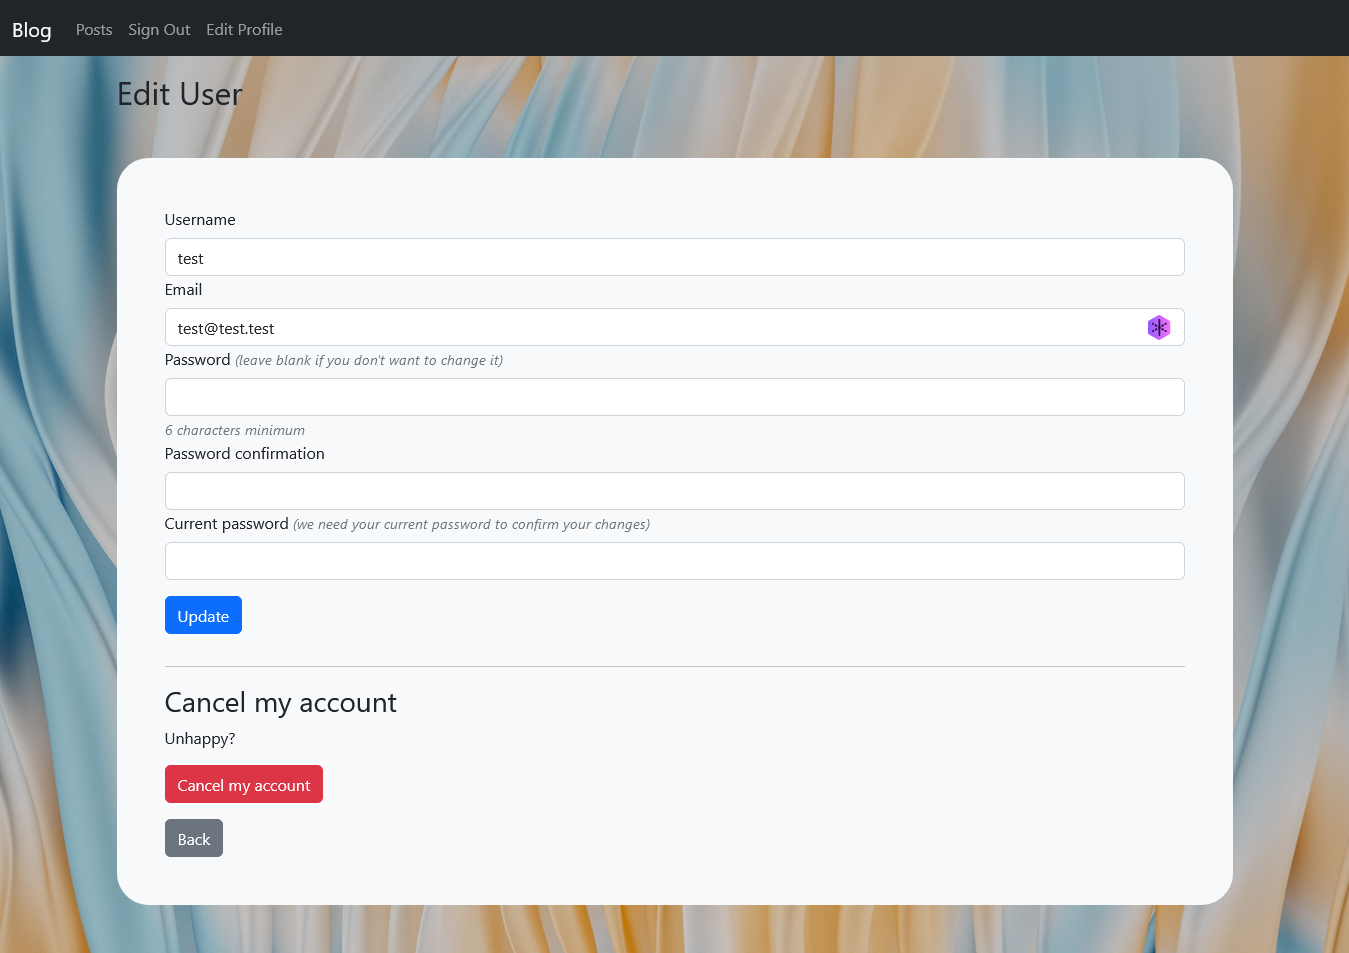 Blog Posts Sign Out Edit Profile
Edit User
Username
test
Email
test@test.test
Password (leave blank if you don't want to change it)
6 characters minimum
Password confirmation
Current password (we need your current password to confirm your changes)
Update
Cancel my account
Unhappy?
Cancel my account
Back